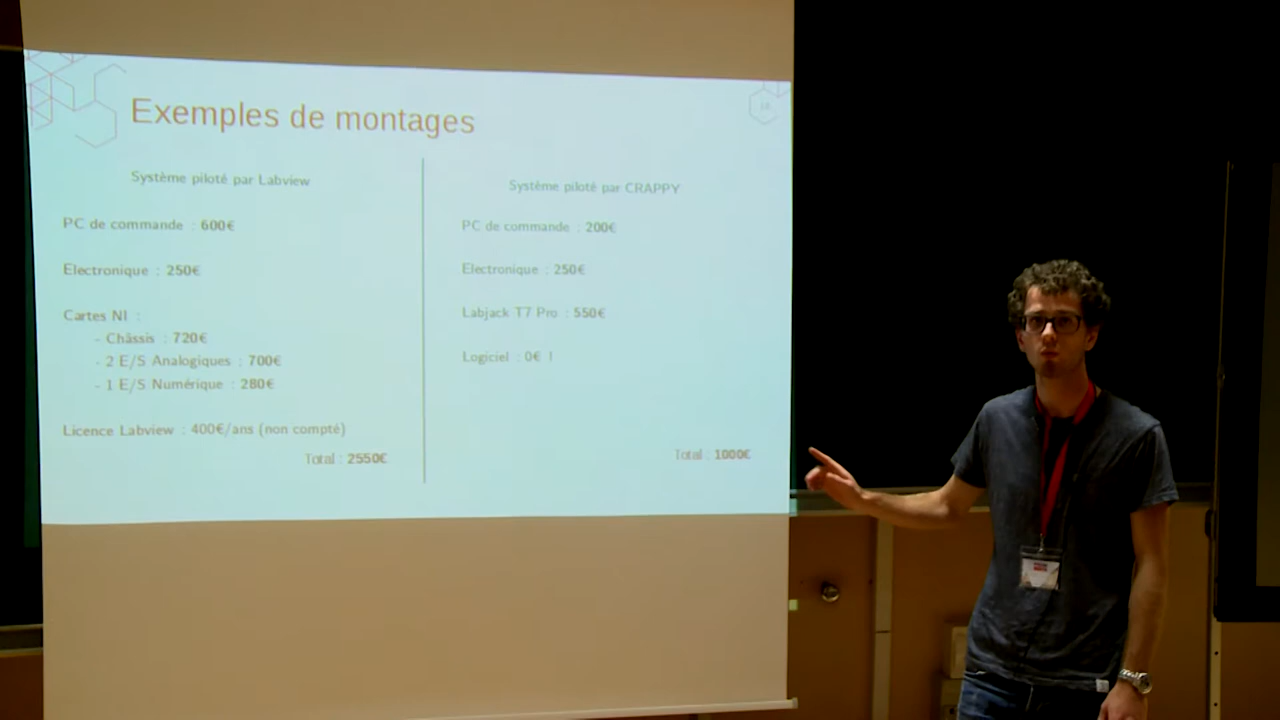 Exemples de montages
Système piloté par Labview
PC de commande : 600€
Electronique : 250€
Cartes NI :
- Châssis : 720€
- 2 E/S Analogiques : 700€
- 1 E/S Numérique : 280€
Licence Labview : 400€/ans (non compté)
Total : 2550€
Système piloté par CRAPPY
PC de commande : 200€
Electronique : 250€
Labjack T7 Pro : 550€
Logiciel : 0€ !
Total : 1000€